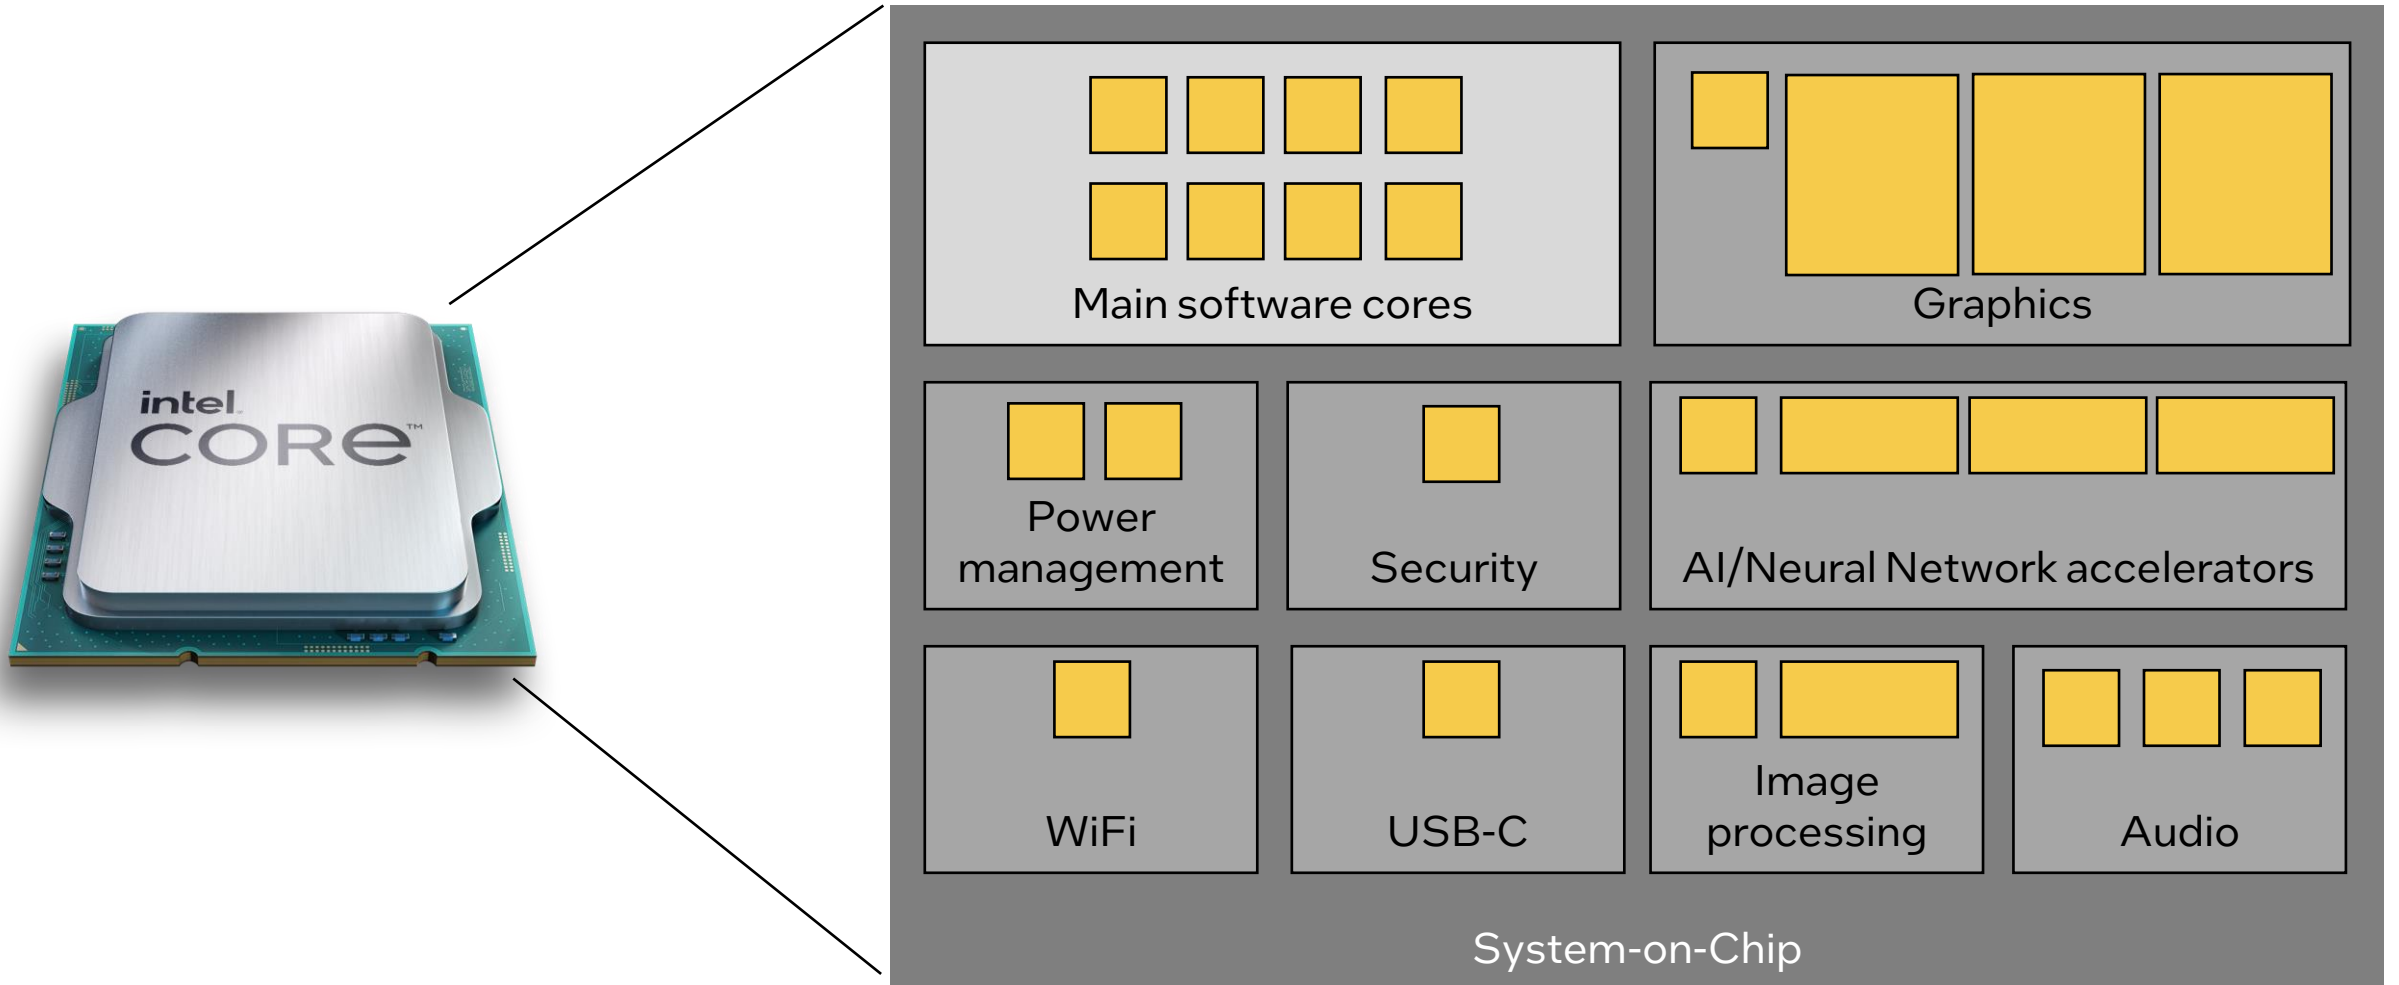 intel.
CORE™
Main software cores
Graphics
Power
management
Security
AI/Neural Network accelerators
WiFi
USB-C
Image
processing
Audio
System-on-Chip